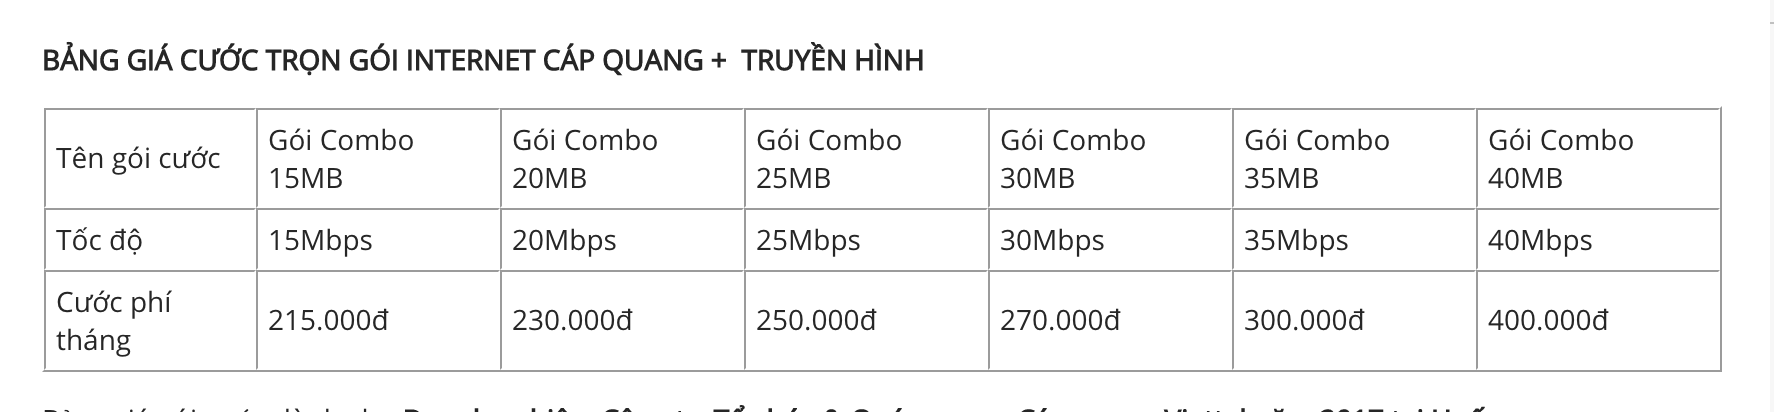 BẢNG GIÁ CƯỚC TRỌN GÓI INTERNET CÁP QUANG + TRUYỀN HÌNH
Tên gói cước Gói Combo 15MB Gói Combo 20MB Gói Combo 25MB Gói Combo 30MB Gói Combo 35MB Gói Combo 40MB
Tốc độ 15Mbps 20Mbps 25Mbps 30Mbps 35Mbps 40Mbps
Cước phí tháng 215.000đ 230.000đ 250.000đ 270.000đ 300.000đ 400.000đ